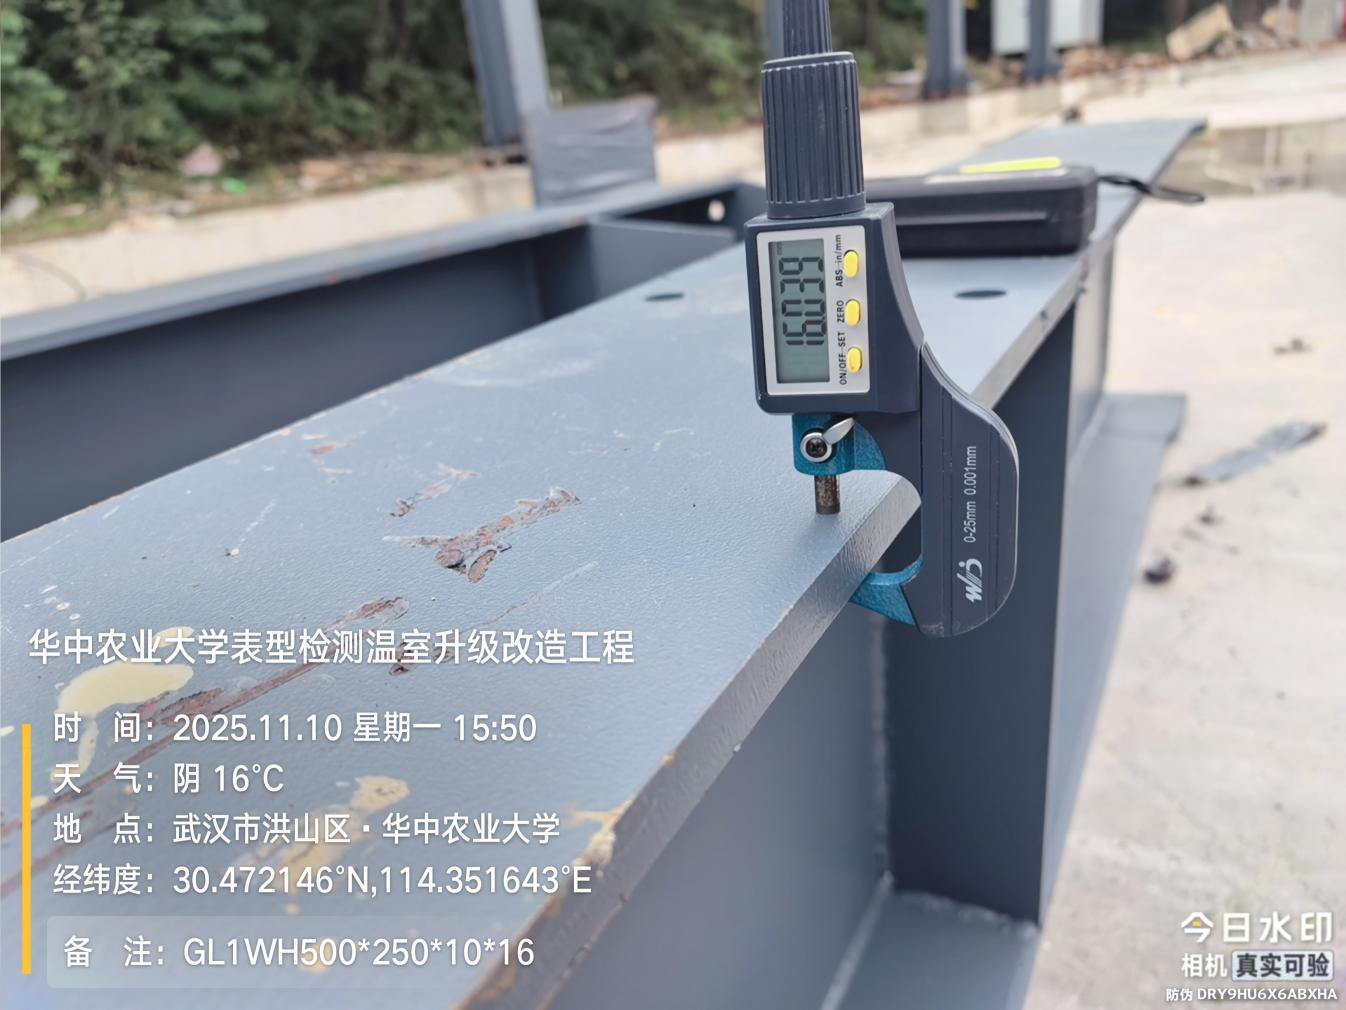 16.039
ABS in/mm
ZERO
SET
ON/OFF
0-25mm 0.001mm
华中农业大学表型检测温室升级改造工程
时 间：2025.11.10 星期一 15:50
天 气：阴 16°C
地 点：武汉市洪山区·华中农业大学
经纬度：30.472146°N,114.351643°E
备 注：GL1WH500*250*10*16
今日水印
相机 真实可验
防伪 DRY9HU6X6ABXHA